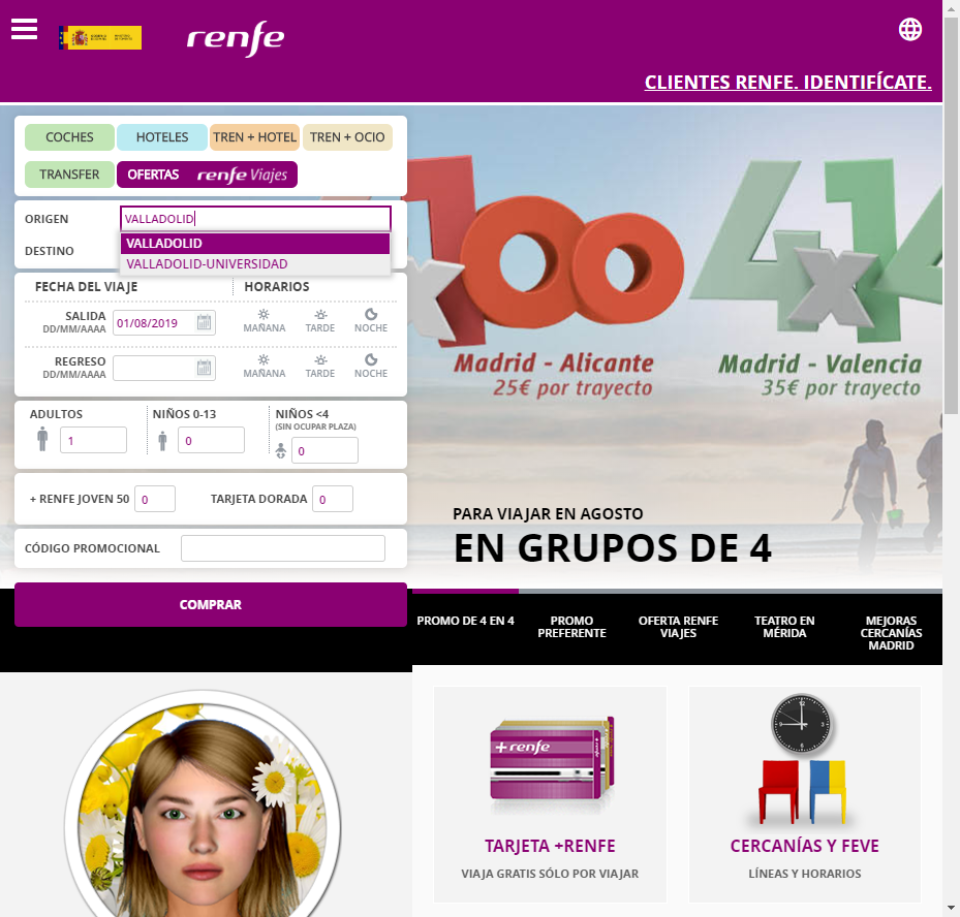 renfe
CLIENTES RENFE. IDENTIFÍCATE.
COCHES
HOTELES
TREN + HOTEL
TREN + OCIO
TRANSFER
OFERTAS renfe Viajes
ORIGEN
VALLADOLID
VALLADOLID
VALLADOLID-UNIVERSIDAD
DESTINO
FECHA DEL VIAJE
HORARIOS
SALIDA
DD/MM/AAAA
01/08/2019
MAÑANA
TARDE
NOCHE
REGRESO
DD/MM/AAAA
MAÑANA
TARDE
NOCHE
ADULTOS
1
NIÑOS 0-13
0
NIÑOS <4
(SIN OCUPAR PLAZA)
0
+ RENFE JOVEN 50
0
TARJETA DORADA
0
CÓDIGO PROMOCIONAL
COMPRAR
x100
4x14
Madrid - Alicante
25€ por trayecto
Madrid - Valencia
35€ por trayecto
PARA VIAJAR EN AGOSTO
EN GRUPOS DE 4
PROMO DE 4 EN 4
PROMO
PREFERENTE
OFERTA RENFE
VIAJES
TEATRO EN
MÉRIDA
MEJORAS
CERCANÍAS
MADRID
+renfe
TARJETA +RENFE
VIAJA GRATIS SÓLO POR VIAJAR
12
3
6
9
CERCANÍAS Y FEVE
LÍNEAS Y HORARIOS